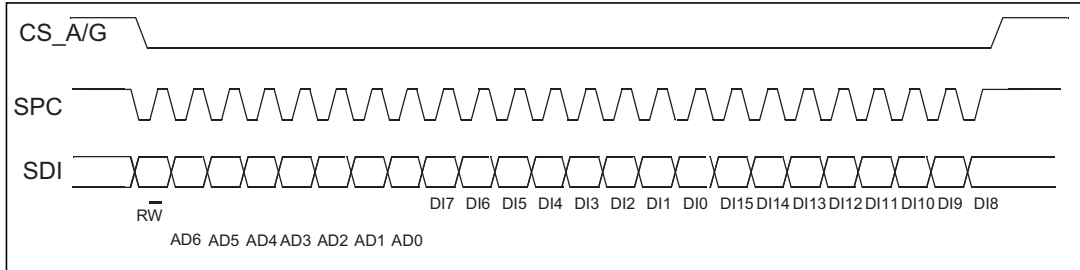 CS_A/G
SPC
SDI
RW
DI7 DI6 DI5 DI4 DI3 DI2 DI1 DI0 DI15 DI14 DI13 DI12 DI11 DI10 DI9 DI8
AD6 AD5 AD4 AD3 AD2 AD1 AD0